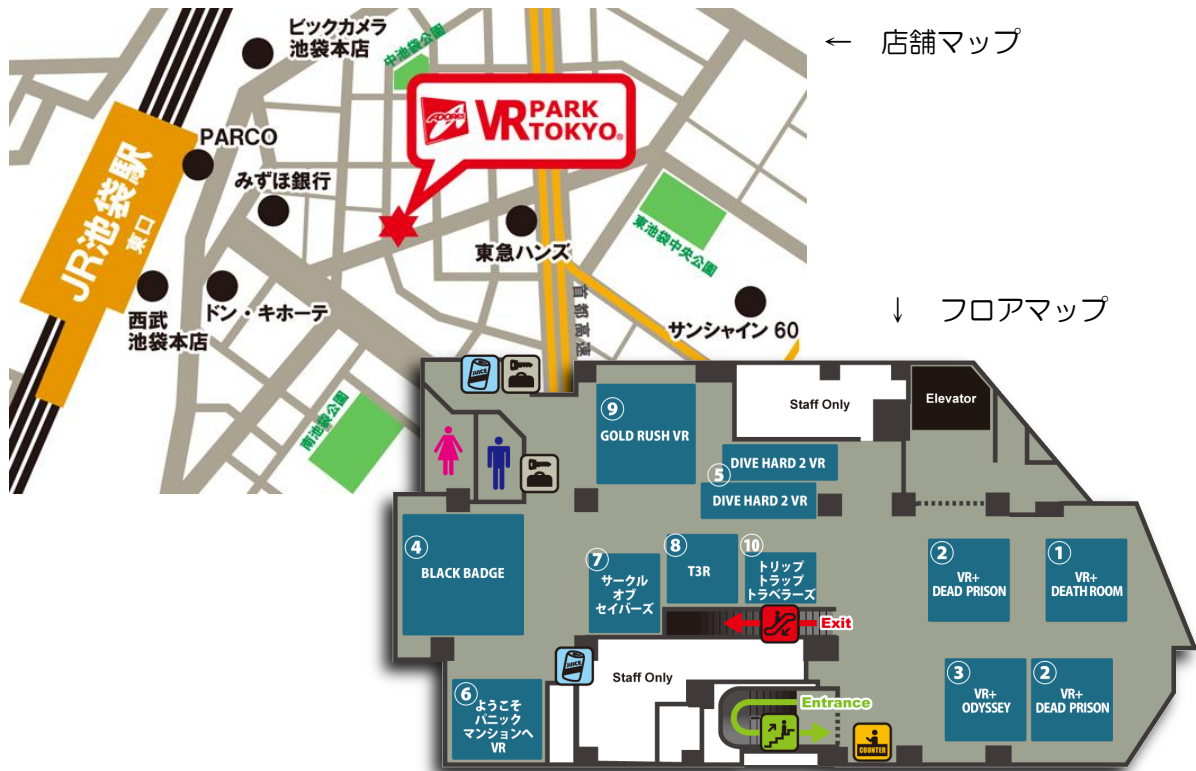 ビックカメラ
池袋本店
中池袋公園
← 店舗マップ
ADORES
VR PARK
TOKYO®
PARCO
みずほ銀行
JR池袋駅
東口
東急ハンズ
東池袋中央公園
西武
池袋本店
ドン・キホーテ
首都高速
サンシャイン 60
南池袋公園
↓ フロアマップ
JUICE
Staff Only
Elevator
⑨
GOLD RUSH VR
DIVE HARD 2 VR
⑤
DIVE HARD 2 VR
④
BLACK BADGE
⑦
サークル
オブ
セイバーズ
⑧
T3R
⑩
トリップ
トラップ
トラベラーズ
②
VR+
DEAD PRISON
①
VR+
DEATH ROOM
Exit
JUICE
Staff Only
⑥
ようこそ
パニック
マンションへ
VR
Entrance
COUNTER
③
VR+
ODYSSEY
②
VR+
DEAD PRISON